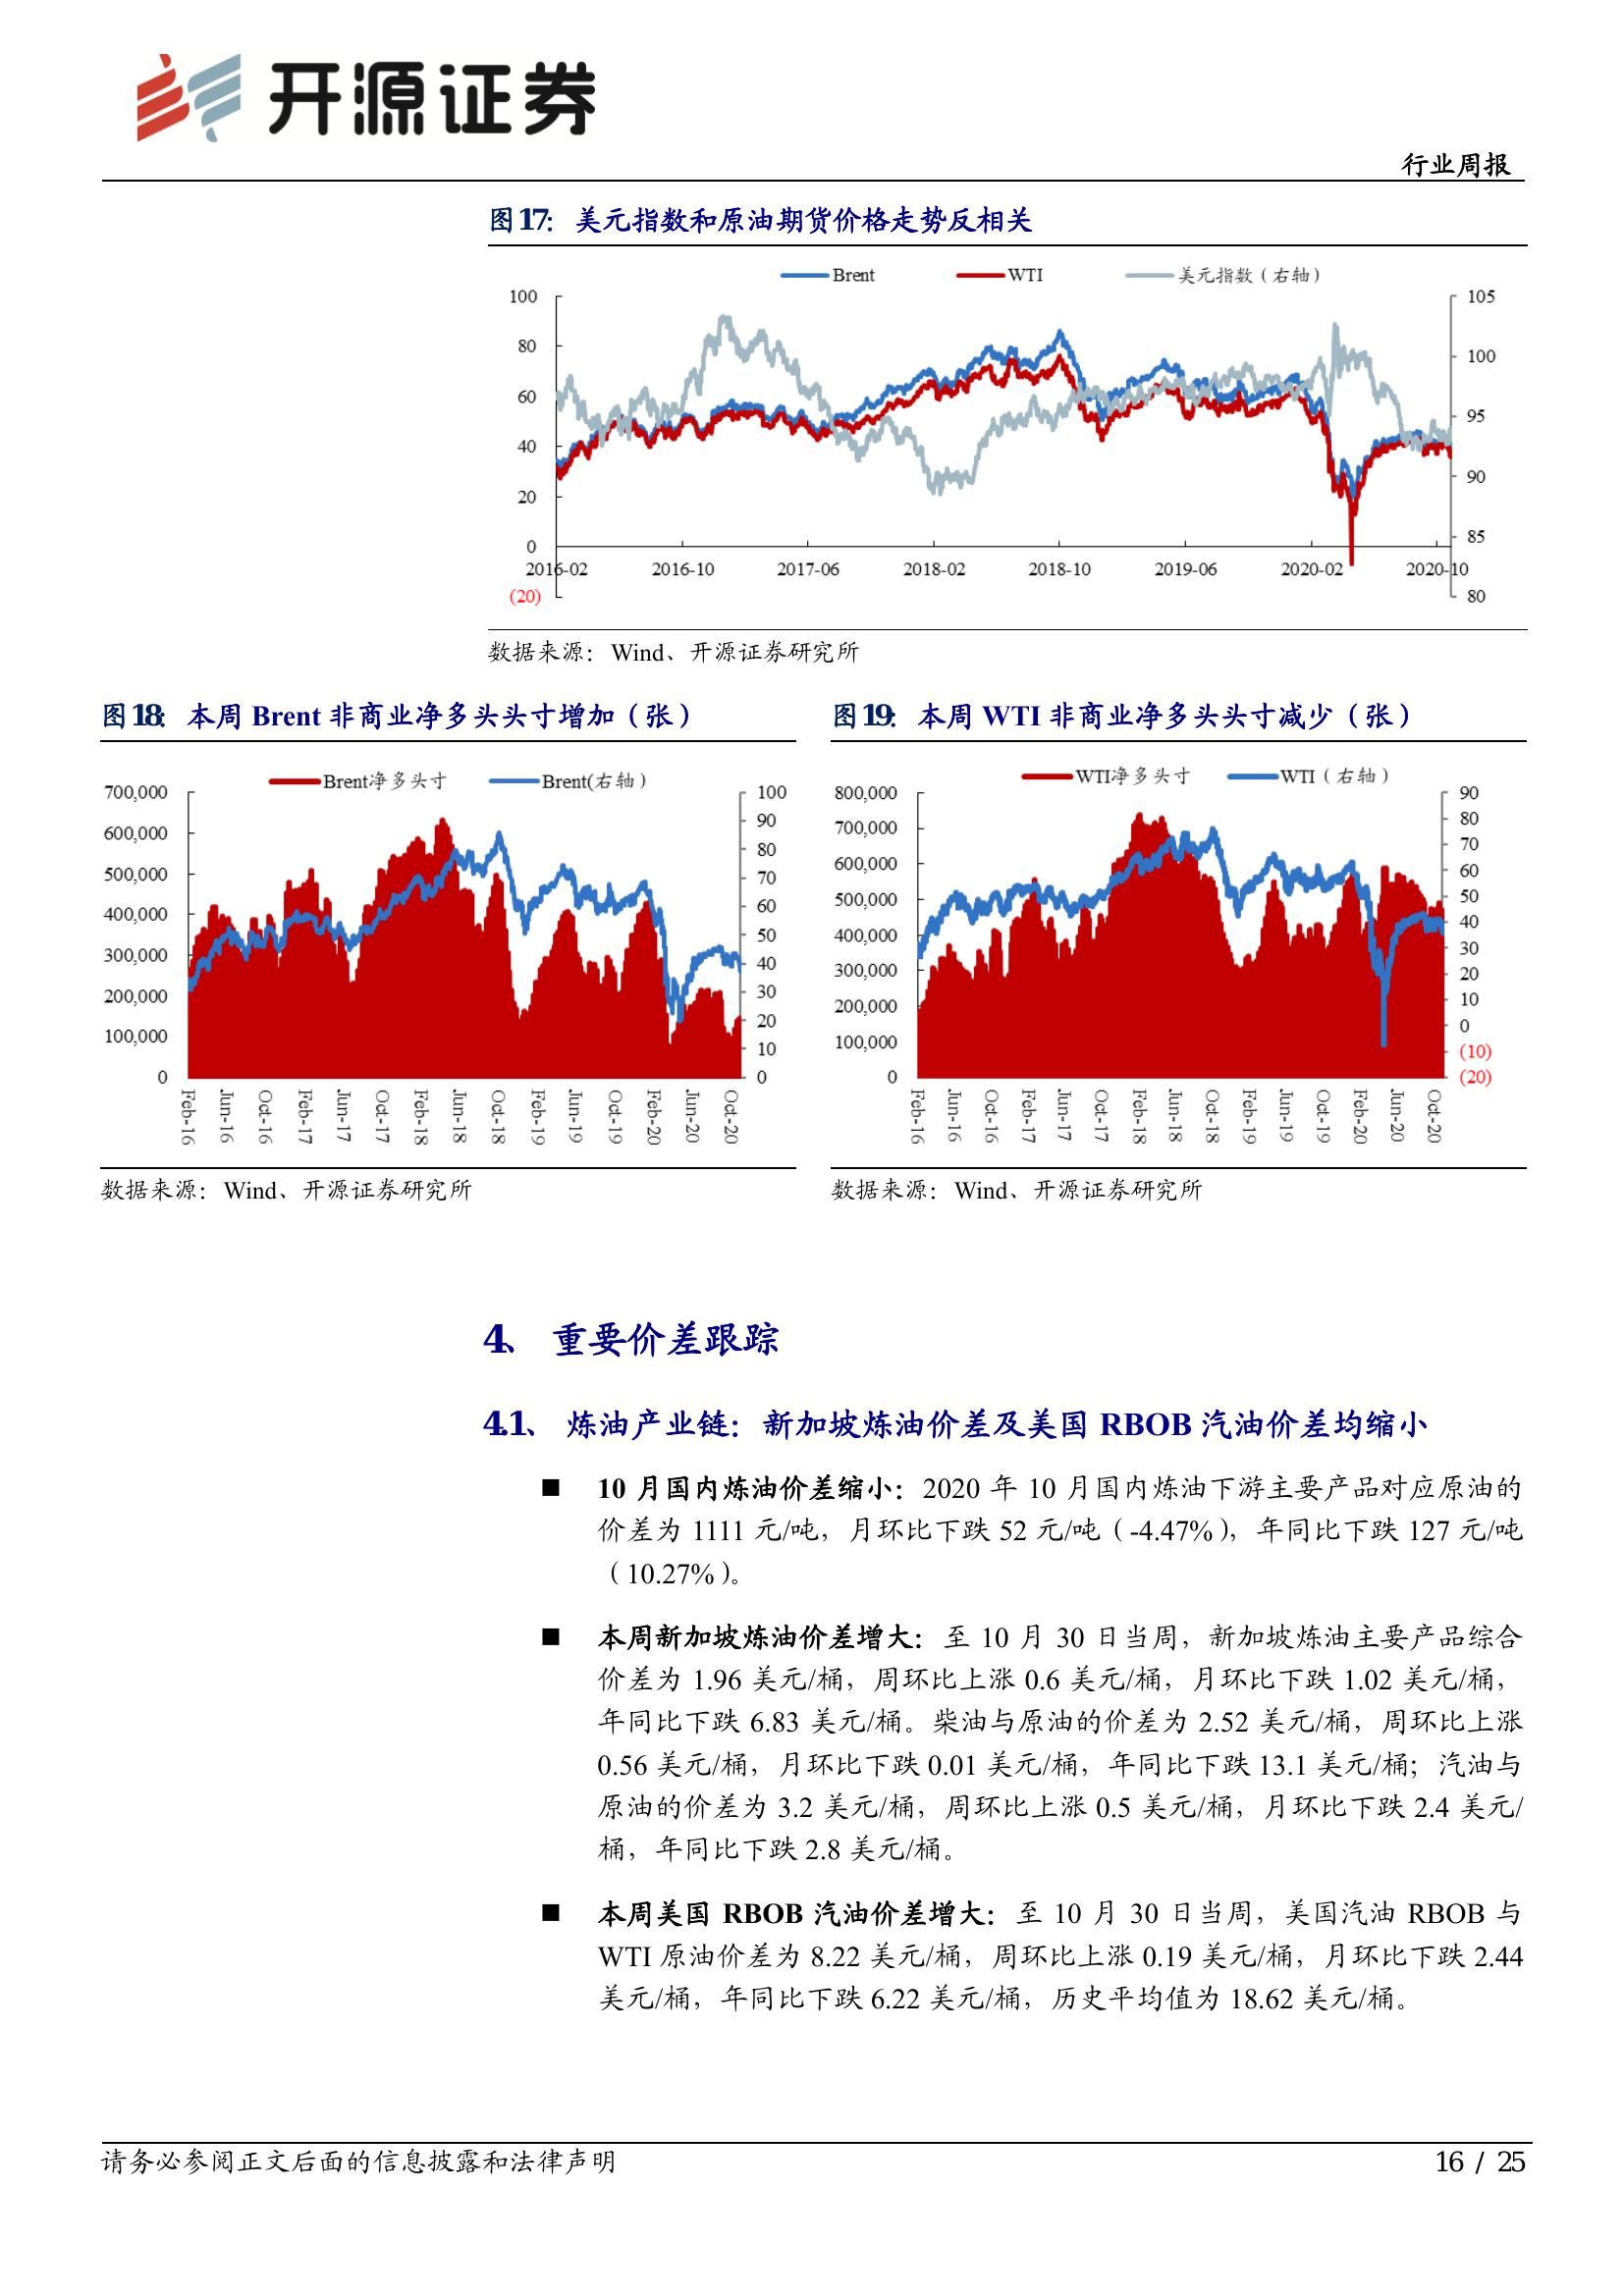 开源证券
行业周报
图17： 美元指数和原油期货价格走势反相关
Brent WTI 美元指数（右轴）
100
80
60
40
20
0
(20)
105
100
95
90
85
80
2016-02 2016-10 2017-06 2018-02 2018-10 2019-06 2020-02 2020-10
数据来源：Wind、开源证券研究所
图18： 本周 Brent 非商业净多头头寸增加（张）
Brent净多头寸 Brent(右轴）
700,000
600,000
500,000
400,000
300,000
200,000
100,000
0
100
90
80
70
60
50
40
30
20
10
0
Feb-16 Jun-16 Oct-16 Feb-17 Jun-17 Oct-17 Feb-18 Jun-18 Oct-18 Feb-19 Jun-19 Oct-19 Feb-20 Jun-20 Oct-20
数据来源：Wind、开源证券研究所
图19： 本周 WTI 非商业净多头头寸减少（张）
WTI净多头寸 WTI（右轴）
800,000
700,000
600,000
500,000
400,000
300,000
200,000
100,000
0
90
80
70
60
50
40
30
20
10
0
(10)
(20)
Feb-16 Jun-16 Oct-16 Feb-17 Jun-17 Oct-17 Feb-18 Jun-18 Oct-18 Feb-19 Jun-19 Oct-19 Feb-20 Jun-20 Oct-20
数据来源：Wind、开源证券研究所
4、 重要价差跟踪
4.1、 炼油产业链：新加坡炼油价差及美国 RBOB 汽油价差均缩小
■ 10 月国内炼油价差缩小：2020 年 10 月国内炼油下游主要产品对应原油的
价差为 1111 元/吨，月环比下跌 52 元/吨（-4.47%），年同比下跌 127 元/吨
（10.27%）。
■ 本周新加坡炼油价差增大：至 10 月 30 日当周，新加坡炼油主要产品综合
价差为 1.96 美元/桶，周环比上涨 0.6 美元/桶，月环比下跌 1.02 美元/桶，
年同比下跌 6.83 美元/桶。柴油与原油的价差为 2.52 美元/桶，周环比上涨
0.56 美元/桶，月环比下跌 0.01 美元/桶，年同比下跌 13.1 美元/桶；汽油与
原油的价差为 3.2 美元/桶，周环比上涨 0.5 美元/桶，月环比下跌 2.4 美元/
桶，年同比下跌 2.8 美元/桶。
■ 本周美国 RBOB 汽油价差增大：至 10 月 30 日当周，美国汽油 RBOB 与
WTI 原油价差为 8.22 美元/桶，周环比上涨 0.19 美元/桶，月环比下跌 2.44
美元/桶，年同比下跌 6.22 美元/桶，历史平均值为 18.62 美元/桶。
请务必参阅正文后面的信息披露和法律声明
16 / 25